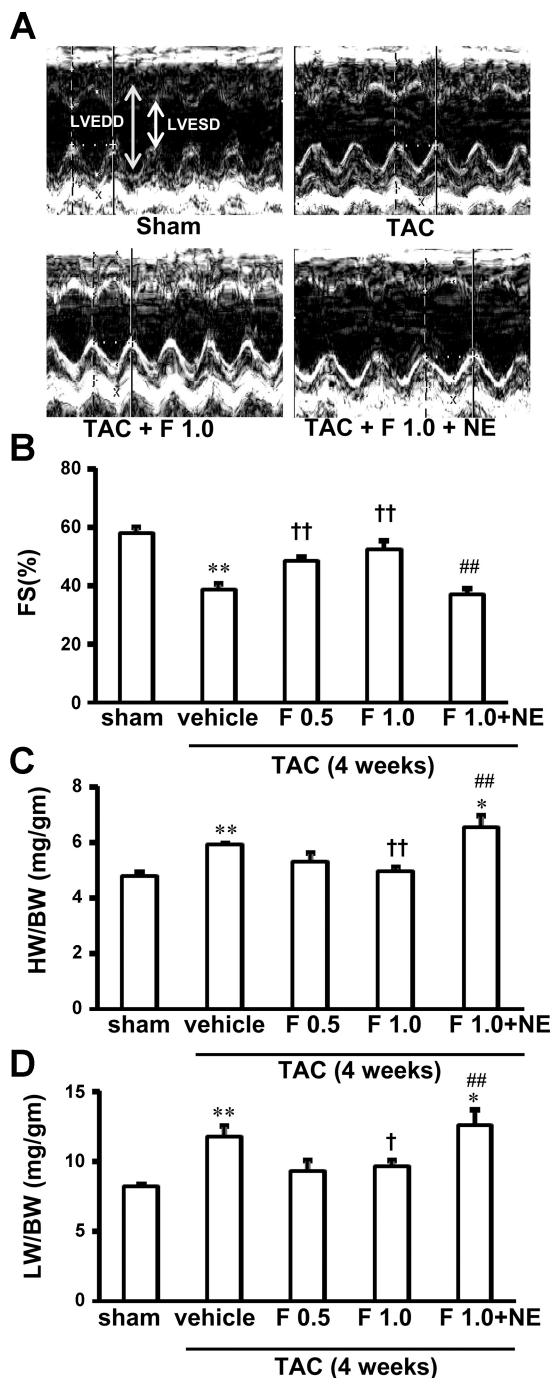 A
LVEDD
LVESD
Sham
TAC
TAC + F 1.0
TAC + F 1.0 + NE
B
FS(%)
80
60
40
20
0
**
††
††
##
sham vehicle F 0.5 F 1.0 F 1.0+NE
TAC (4 weeks)
C
HW/BW (mg/gm)
8
6
4
2
0
**
††
##
*
sham vehicle F 0.5 F 1.0 F 1.0+NE
TAC (4 weeks)
D
LW/BW (mg/gm)
15
10
5
0
**
†
##
*
sham vehicle F 0.5 F 1.0 F 1.0+NE
TAC (4 weeks)